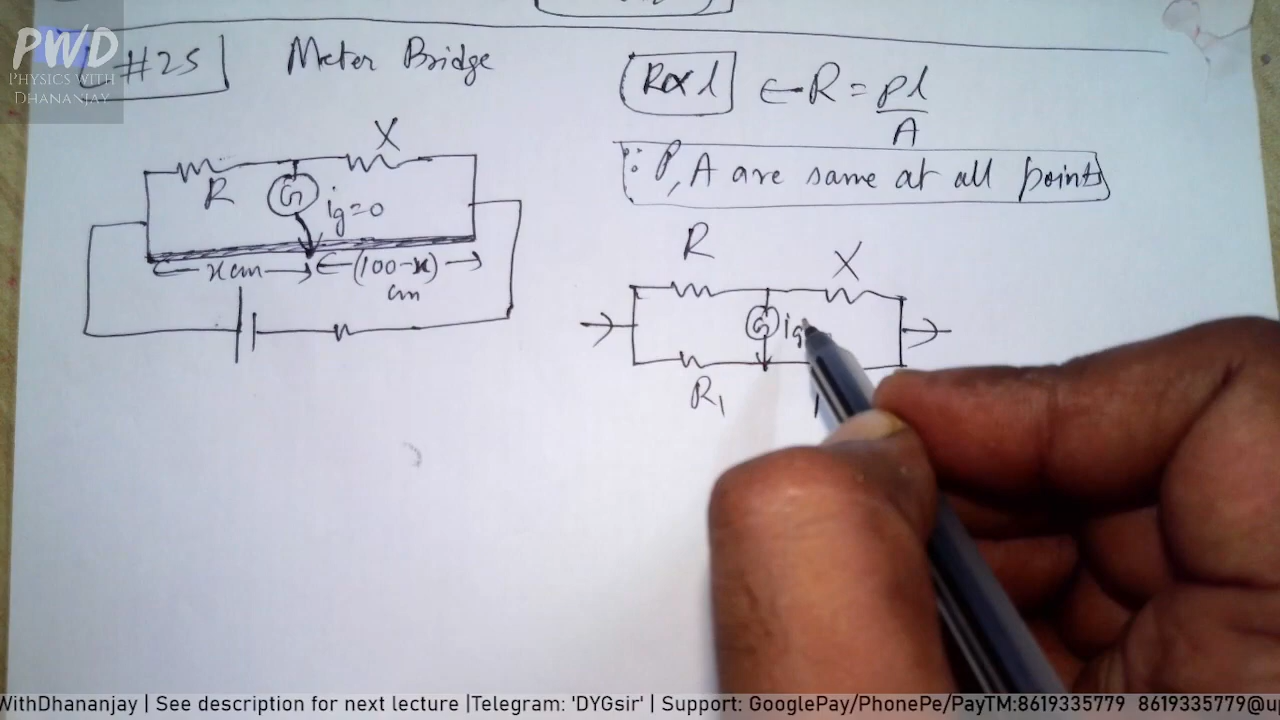 PWD
PHYSICS WITH
DHANANJAY
#25
Meter Bridge
R∝l ← R = ρl/A
∵ ρ, A are same at all points
X
R
G
ig=0
x cm
(100-x)
cm
R
X
G
ig
R1
WithDhananjay | See description for next lecture |Telegram: 'DYGsir' | Support: GooglePay/PhonePe/PayTM:8619335779 8619335779@u